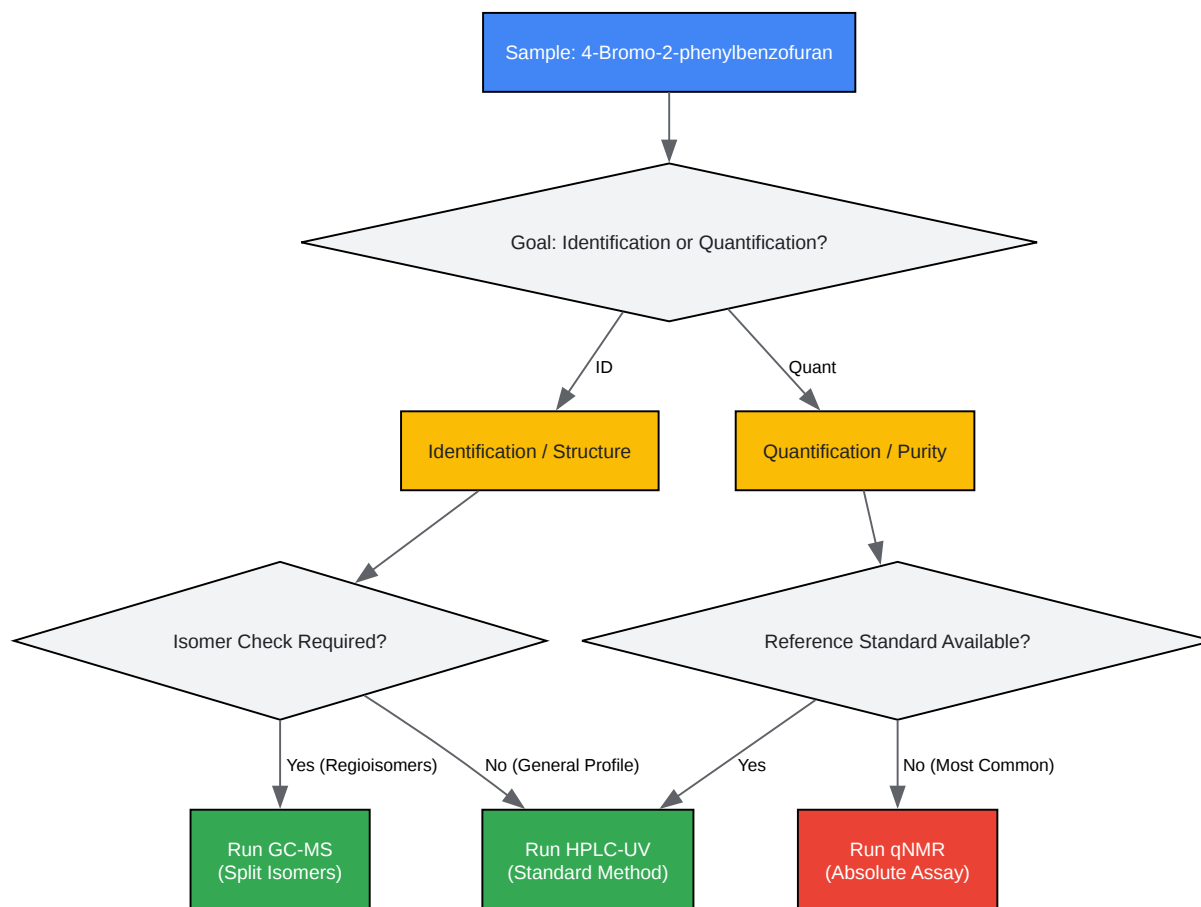 Sample: 4-Bromo-2-phenylbenzofuran
Goal: Identification or Quantification?
ID
Quant
Identification / Structure
Quantification / Purity
Isomer Check Required?
Reference Standard Available?
Yes (Regioisomers)
No (General Profile)
Yes
No (Most Common)
Run GC-MS
(Split Isomers)
Run HPLC-UV
(Standard Method)
Run qNMR
(Absolute Assay)